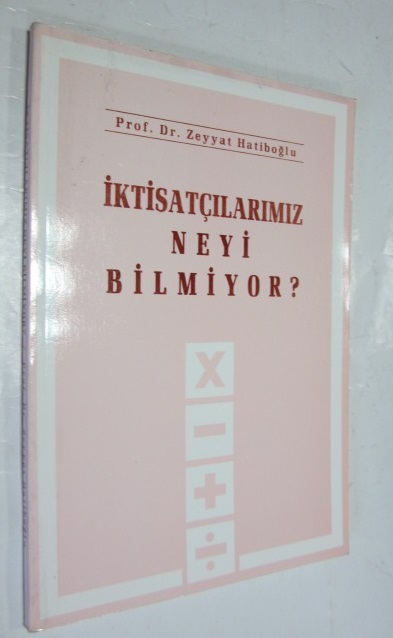 Prof. Dr. Zeyyat Hatiboğlu
İKTİSATÇILARIMIZ
NEYİ
BİLMİYOR?
X
−
+
÷